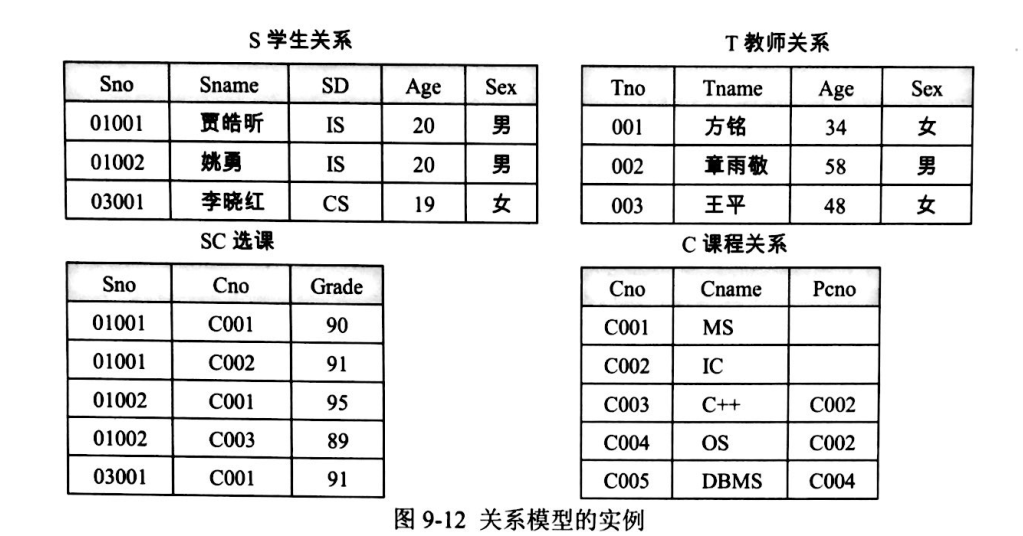 S 学生关系
Sno Sname SD Age Sex
01001 贾皓昕 IS 20 男
01002 姚勇 IS 20 男
03001 李晓红 CS 19 女
T 教师关系
Tno Tname Age Sex
001 方铭 34 女
002 章雨敬 58 男
003 王平 48 女
SC 选课
Sno Cno Grade
01001 C001 90
01001 C002 91
01002 C001 95
01002 C003 89
03001 C001 91
C 课程关系
Cno Cname Pcno
C001 MS
C002 IC
C003 C++ C002
C004 OS C002
C005 DBMS C004
图 9-12 关系模型的实例